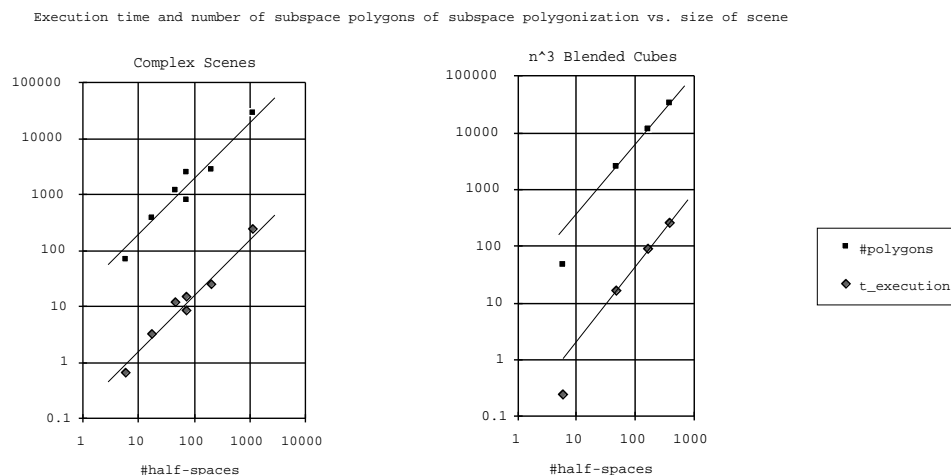 Execution time and number of subspace polygons of subspace polygonization vs. size of scene
Complex Scenes
100000
10000
1000
100
10
1
0.1
1 10 100 1000 10000
#half-spaces
n^3 Blended Cubes
100000
10000
1000
100
10
1
0.1
1 10 100 1000
#half-spaces
#polygons
t_execution